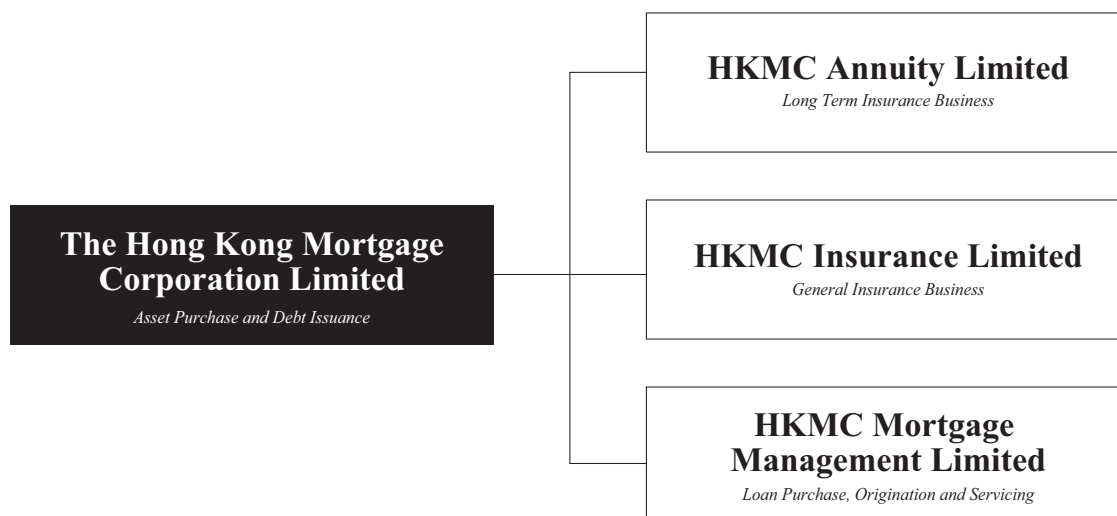 The Hong Kong Mortgage
Corporation Limited
Asset Purchase and Debt Issuance
HKMC Annuity Limited
Long Term Insurance Business
HKMC Insurance Limited
General Insurance Business
HKMC Mortgage
Management Limited
Loan Purchase, Origination and Servicing